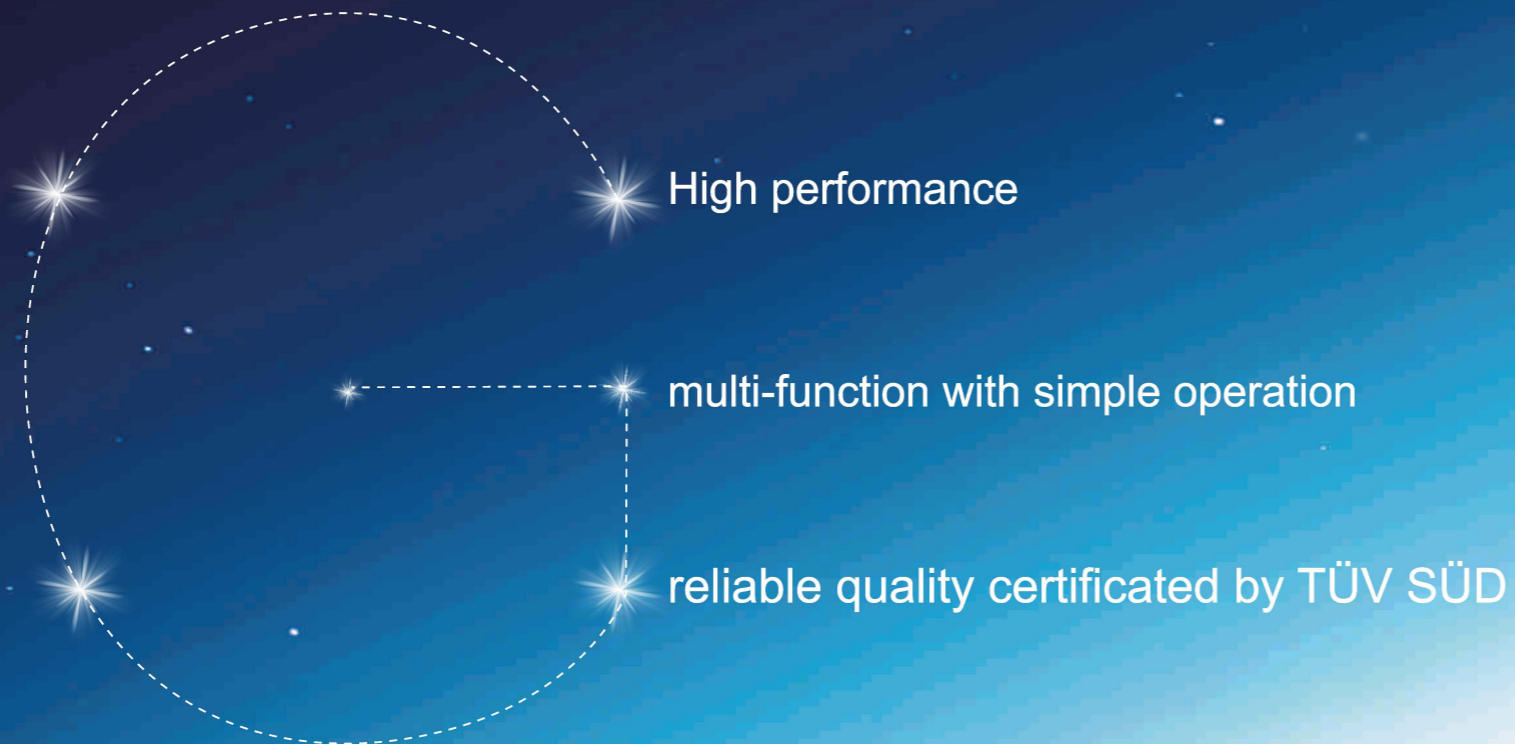 High performance
multi-function with simple operation
reliable quality certificated by TÜV SÜD